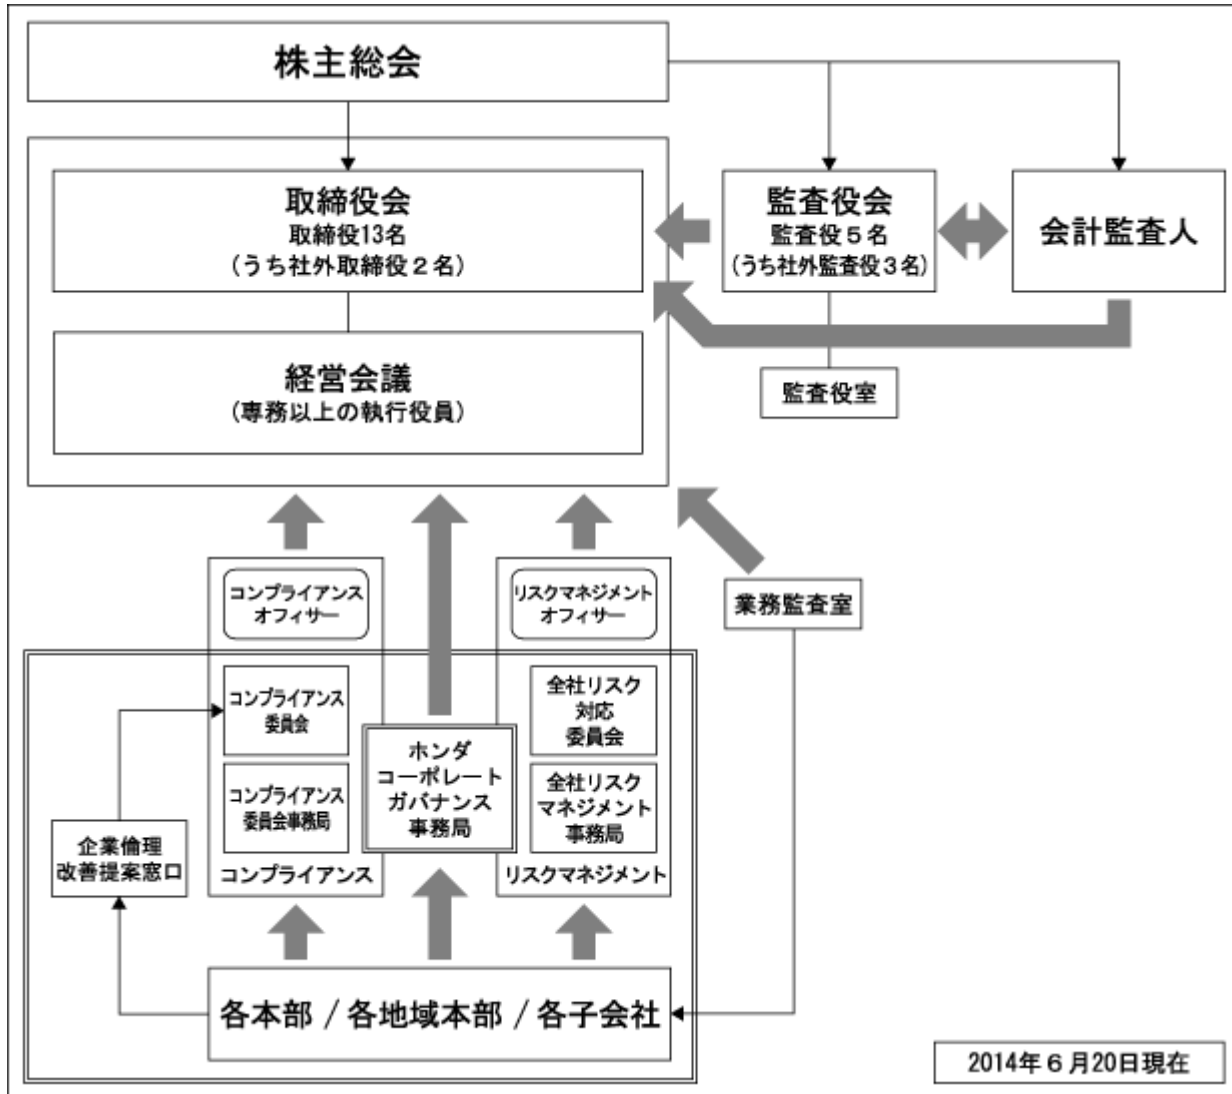 株主総会
取締役会
取締役13名
(うち社外取締役２名)
監査役会
監査役５名
(うち社外監査役３名)
会計監査人
経営会議
(専務以上の執行役員)
監査役室
コンプライアンス
オフィサー
リスクマネジメント
オフィサー
業務監査室
コンプライアンス
委員会
全社リスク
対応
委員会
ホンダ
コーポレート
ガバナンス
事務局
コンプライアンス
委員会事務局
全社リスク
マネジメント
事務局
企業倫理
改善提案窓口
コンプライアンス
リスクマネジメント
各本部 / 各地域本部 / 各子会社
2014年６月20日現在